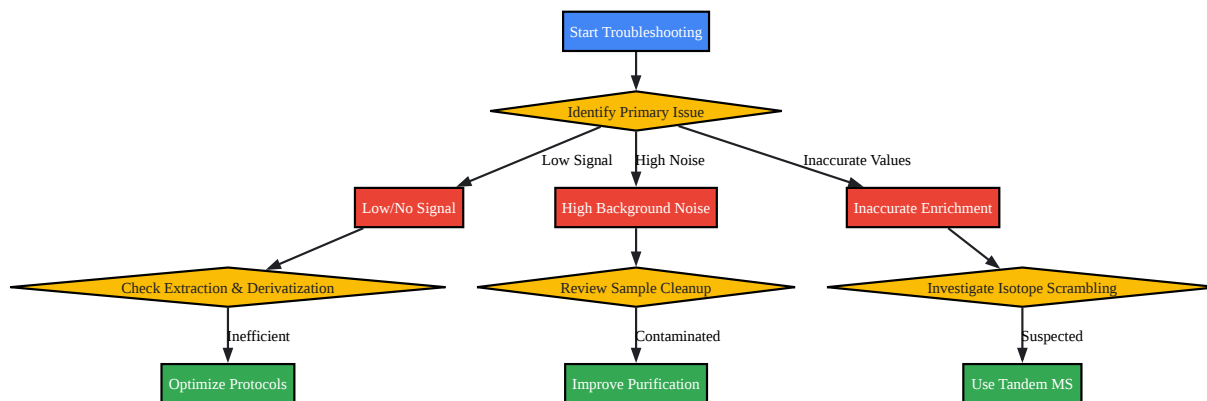 Start Troubleshooting
Identify Primary Issue
Low Signal
High Noise
Inaccurate Values
Low/No Signal
High Background Noise
Inaccurate Enrichment
Check Extraction & Derivatization
Review Sample Cleanup
Investigate Isotope Scrambling
Inefficient
Contaminated
Suspected
Optimize Protocols
Improve Purification
Use Tandem MS